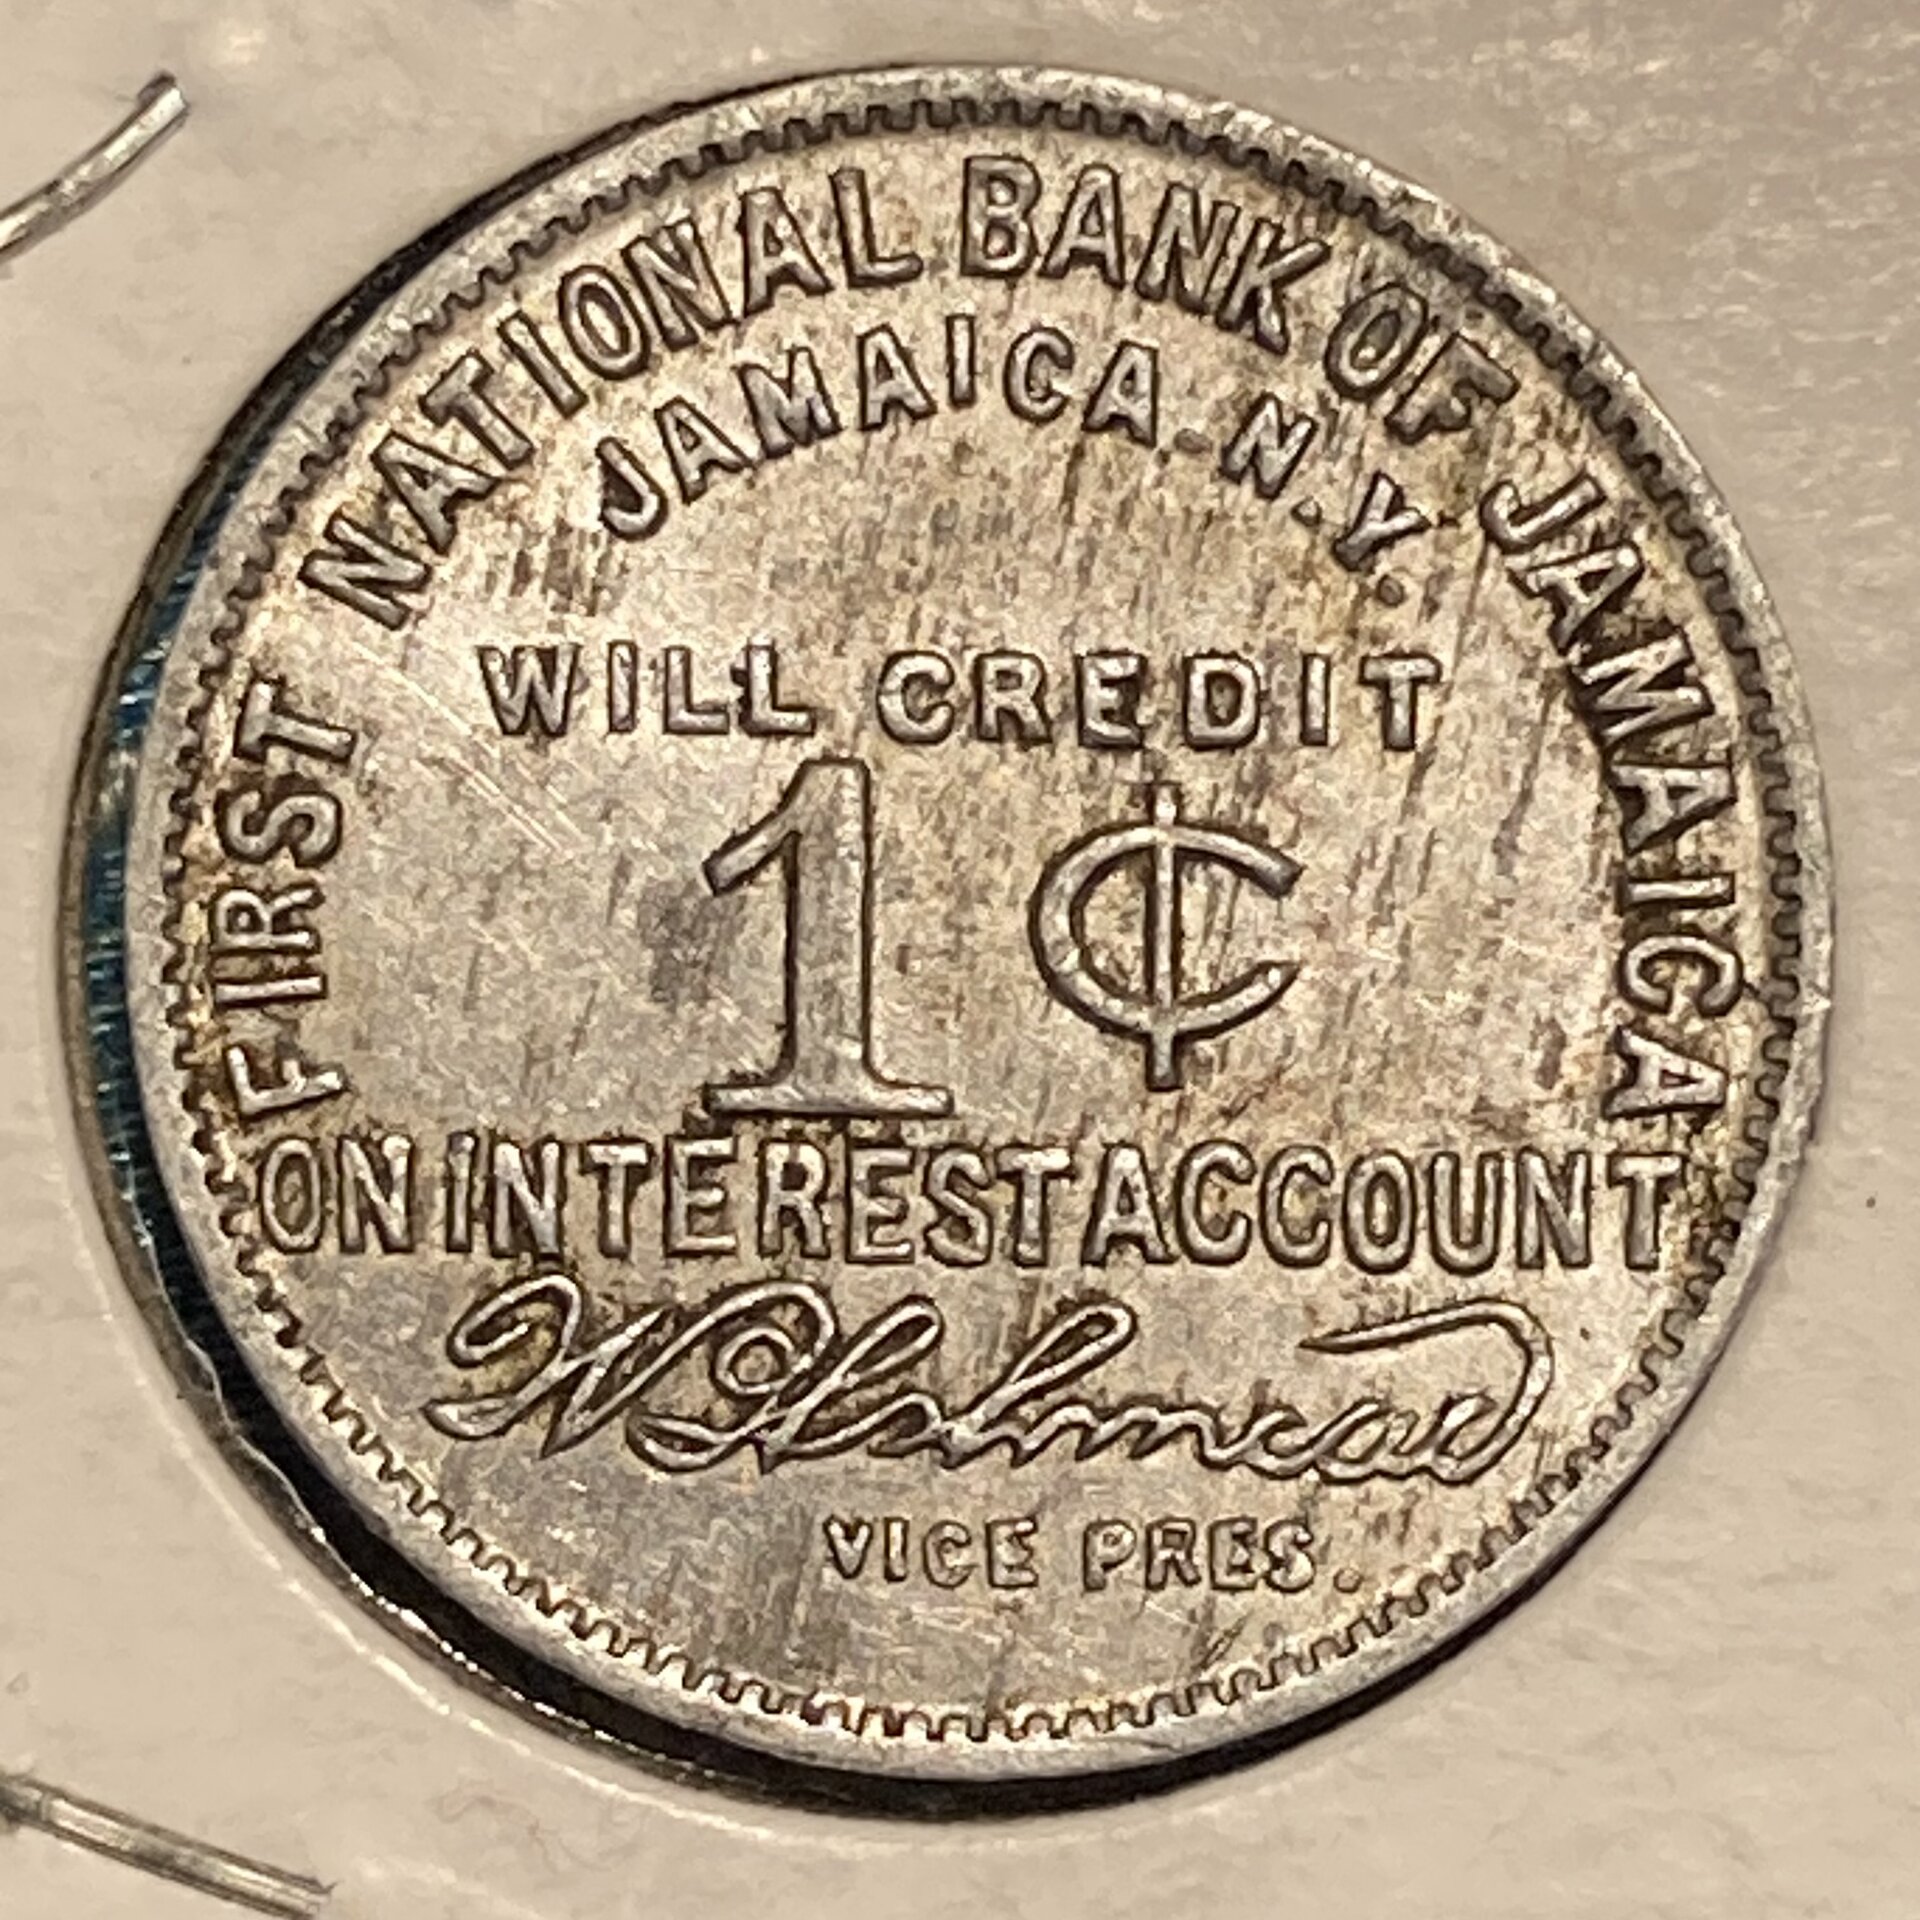 FIRST NATIONAL BANK OF JAMAICA
JAMAICA. N.Y.
WILL CREDIT
1 ¢
ON INTEREST ACCOUNT
VICE PRES.